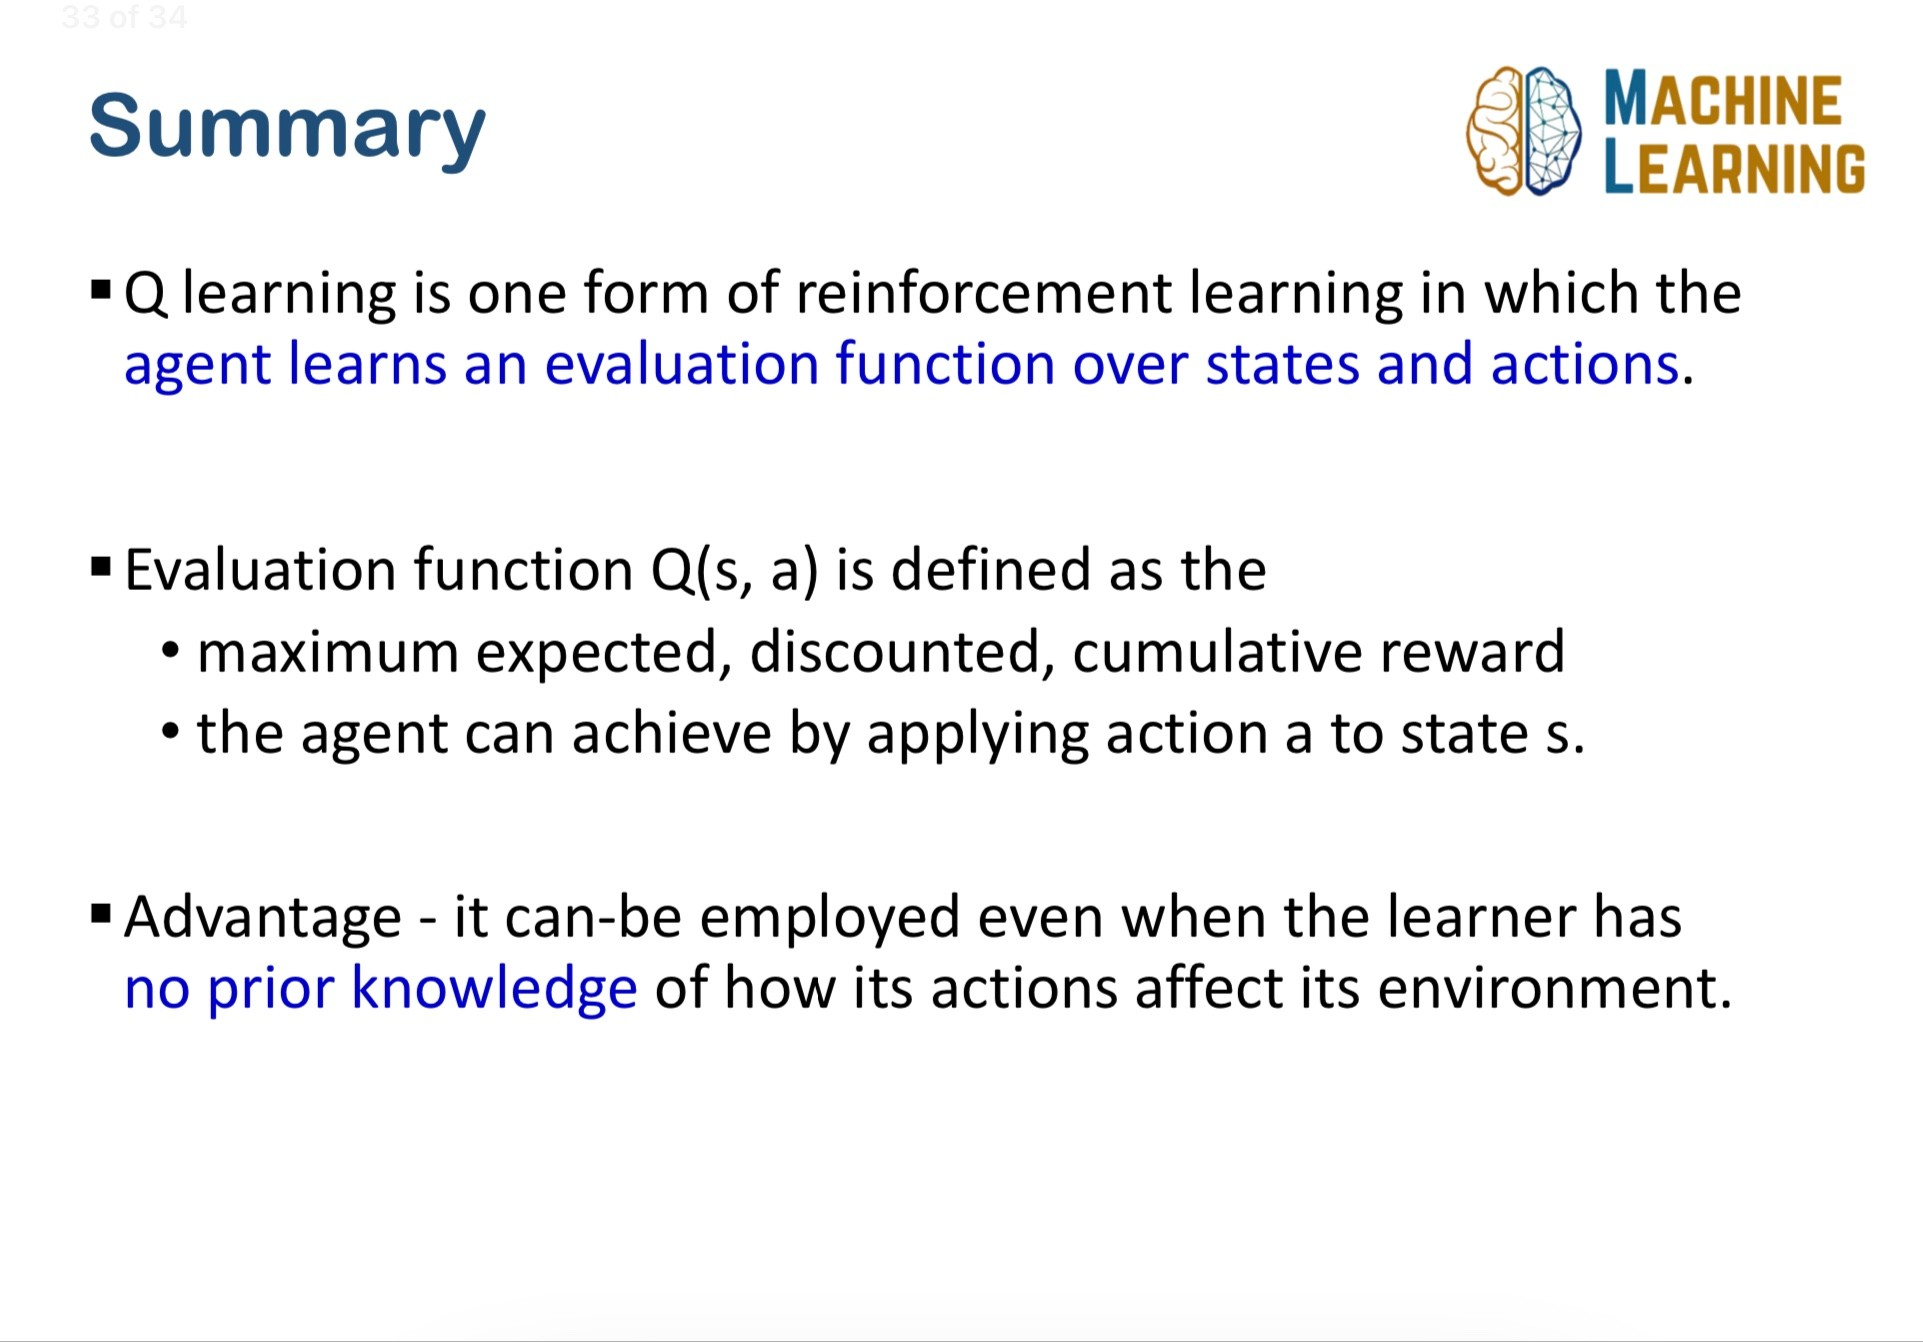 33 of 34
Summary
MACHINE
LEARNING
▪ Q learning is one form of reinforcement learning in which the
agent learns an evaluation function over states and actions.
▪ Evaluation function Q(s, a) is defined as the
• maximum expected, discounted, cumulative reward
• the agent can achieve by applying action a to state s.
▪ Advantage - it can-be employed even when the learner has
no prior knowledge of how its actions affect its environment.